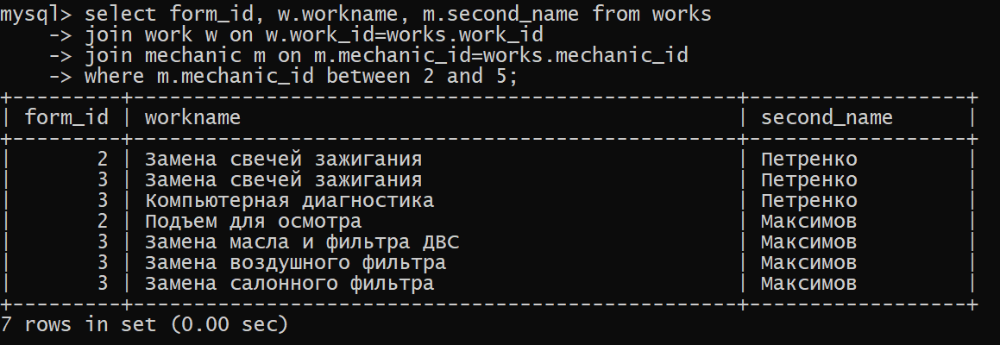 mysql> select form_id, w.workname, m.second_name from works
    -> join work w on w.work_id=works.work_id
    -> join mechanic m on m.mechanic_id=works.mechanic_id
    -> where m.mechanic_id between 2 and 5;
+---------+--------------------------------------------------+------------------+
| form_id | workname                                         | second_name      |
+---------+--------------------------------------------------+------------------+
|       2 | Замена свечей зажигания                          | Петренко         |
|       3 | Замена свечей зажигания                          | Петренко         |
|       3 | Компьютерная диагностика                         | Петренко         |
|       2 | Подъем для осмотра                               | Максимов         |
|       3 | Замена масла и фильтра ДВС                       | Максимов         |
|       3 | Замена воздушного фильтра                        | Максимов         |
|       3 | Замена салонного фильтра                         | Максимов         |
+---------+--------------------------------------------------+------------------+
7 rows in set (0.00 sec)